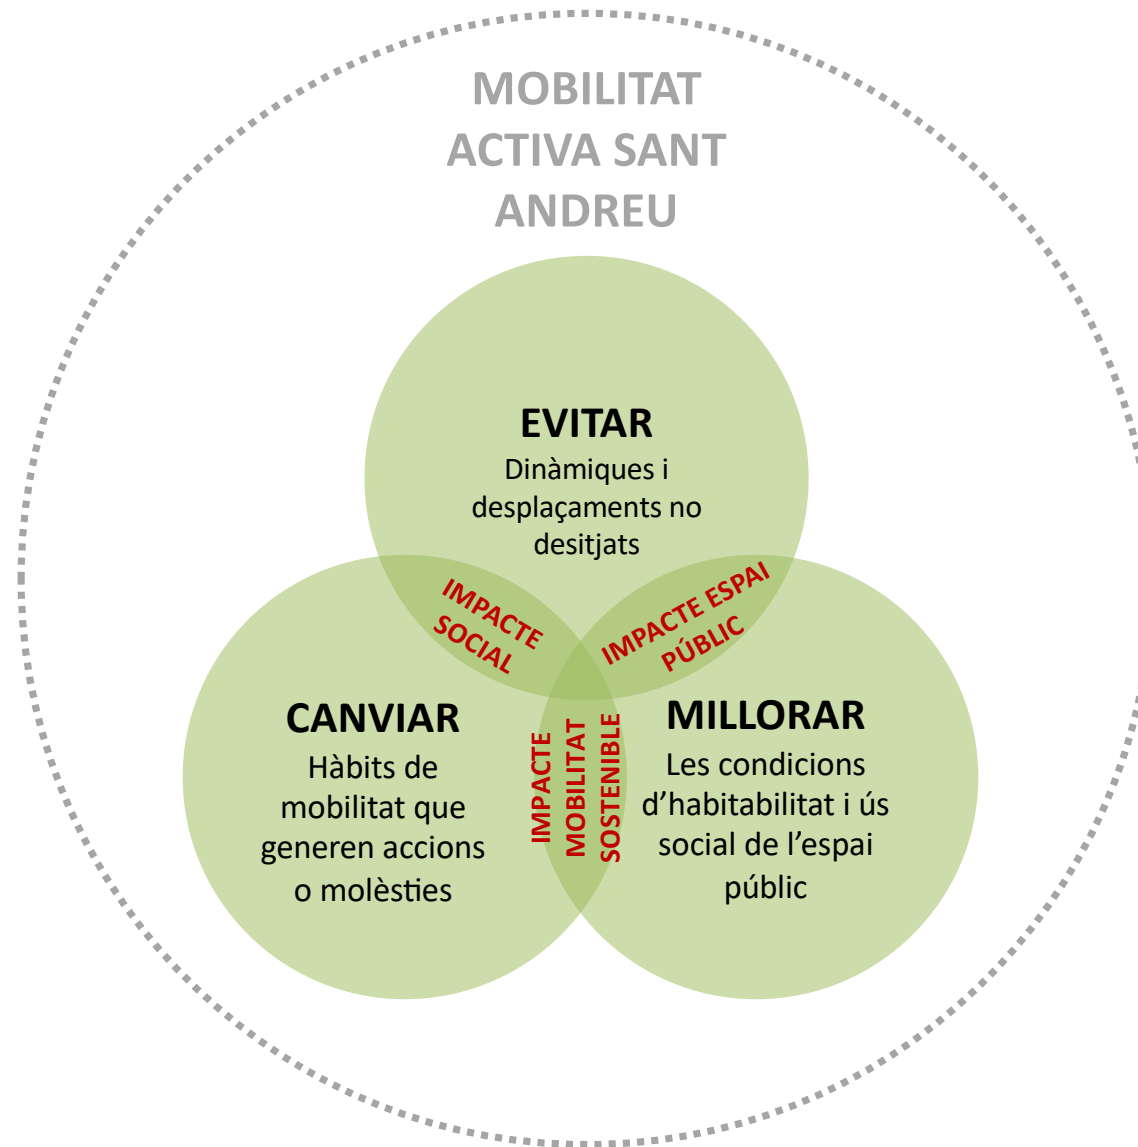 MOBILITAT
ACTIVA SANT
ANDREU
EVITAR
Dinàmiques i
desplaçaments no
desitjats
IMPACTE
SOCIAL
IMPACTE ESPAI
PÚBLIC
CANVIAR
Hàbits de
mobilitat que
generen accions
o molèsties
IMPACTE
MOBILITAT
SOSTENIBLE
MILLORAR
Les condicions
d’habitabilitat i ús
social de l’espai
públic